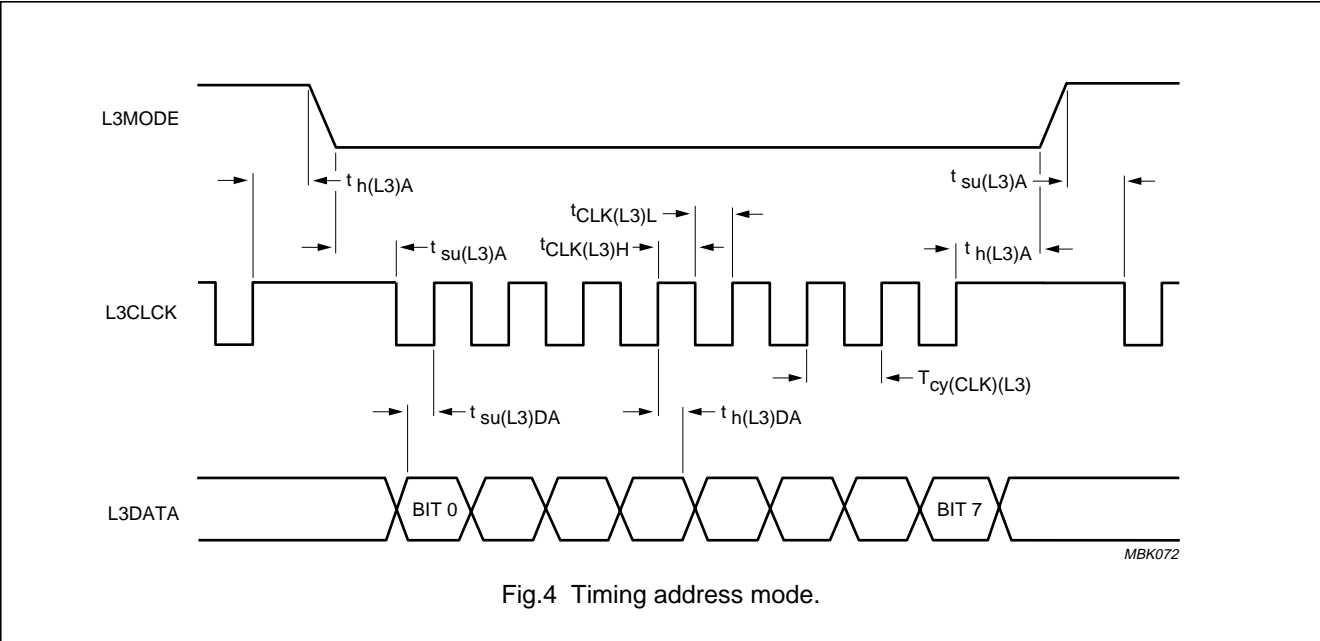 L3MODE
t h(L3)A
t su(L3)A
tCLK(L3)L
t su(L3)A
tCLK(L3)H
t h(L3)A
L3CLCK
Tcy(CLK)(L3)
t su(L3)DA
t h(L3)DA
L3DATA
BIT 0
BIT 7
MBK072
Fig.4 Timing address mode.